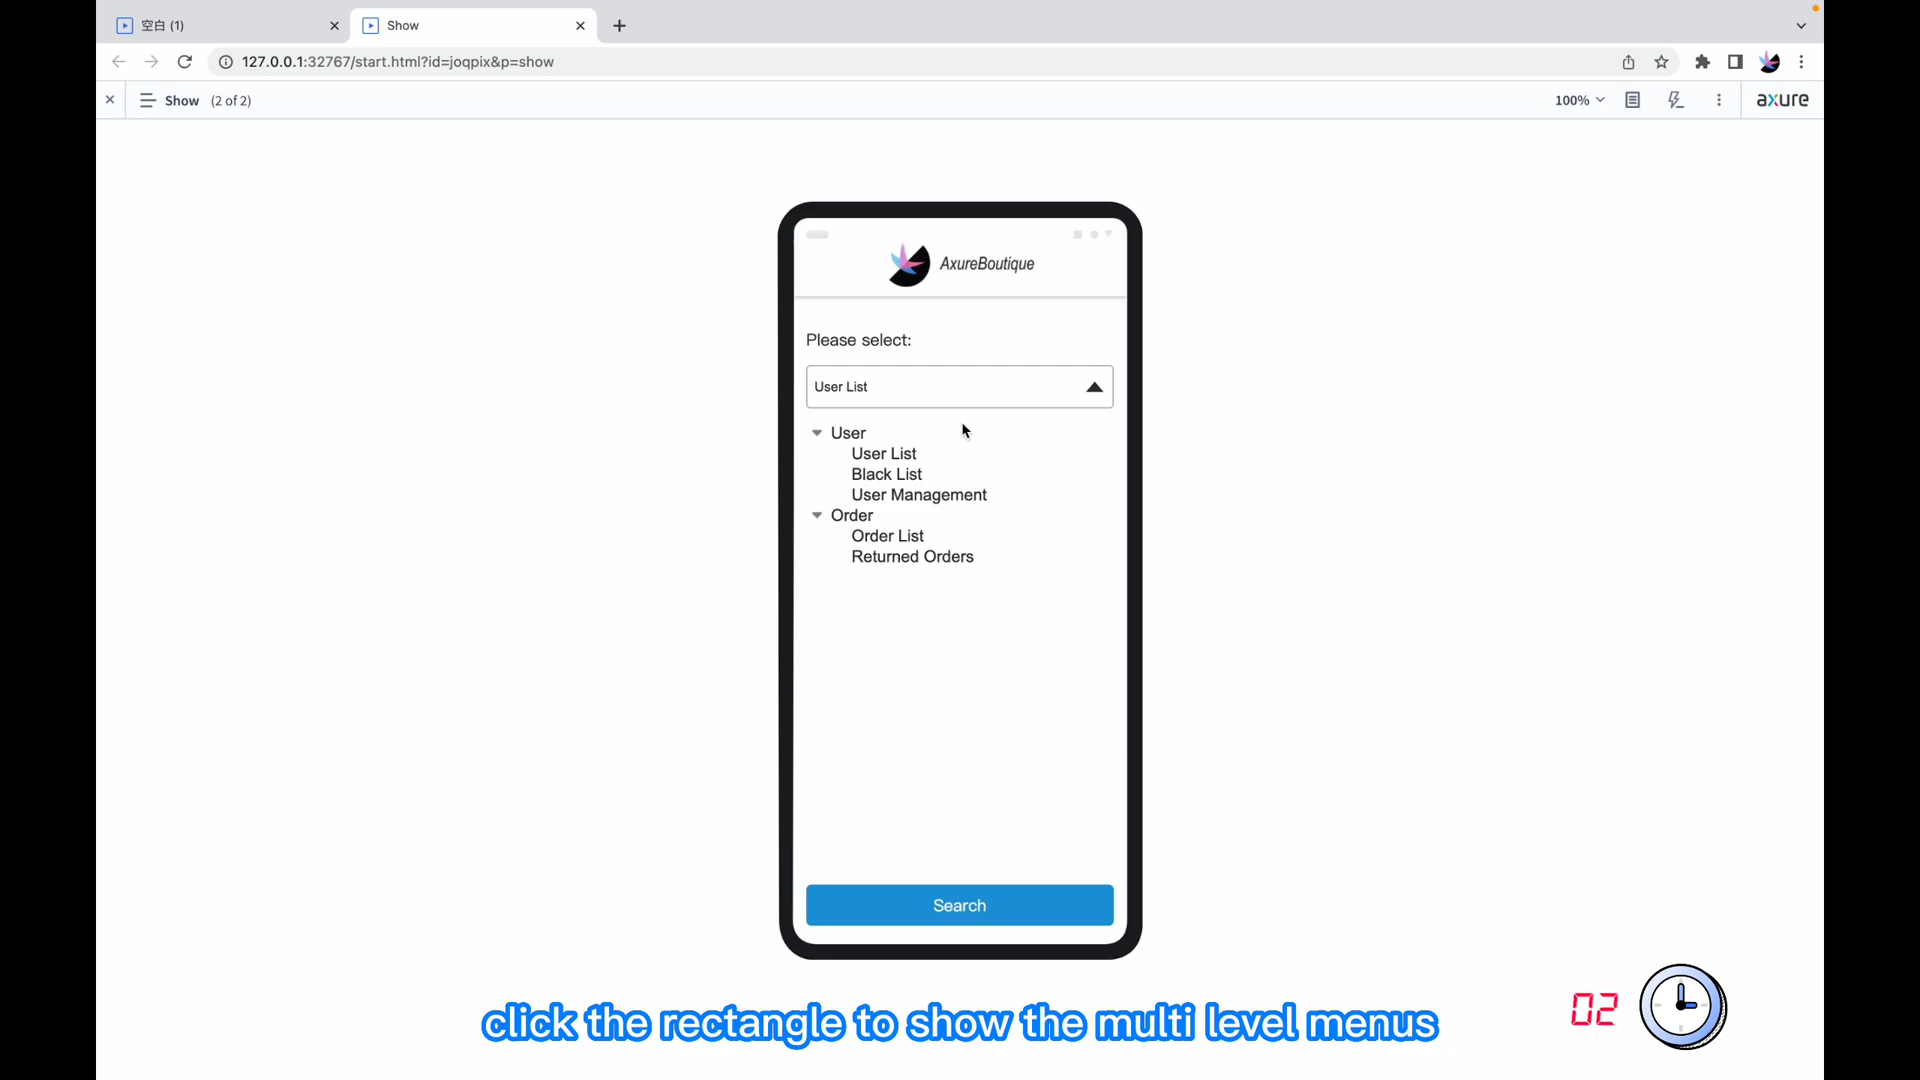 空白 (1)
Show
127.0.0.1:32767/start.html?id=joqpix&p=show
Show (2 of 2)
100%
axure
AxureBoutique
Please select:
User List
User
User List
Black List
User Management
Order
Order List
Returned Orders
Search
click the rectangle to show the multi level menus
02